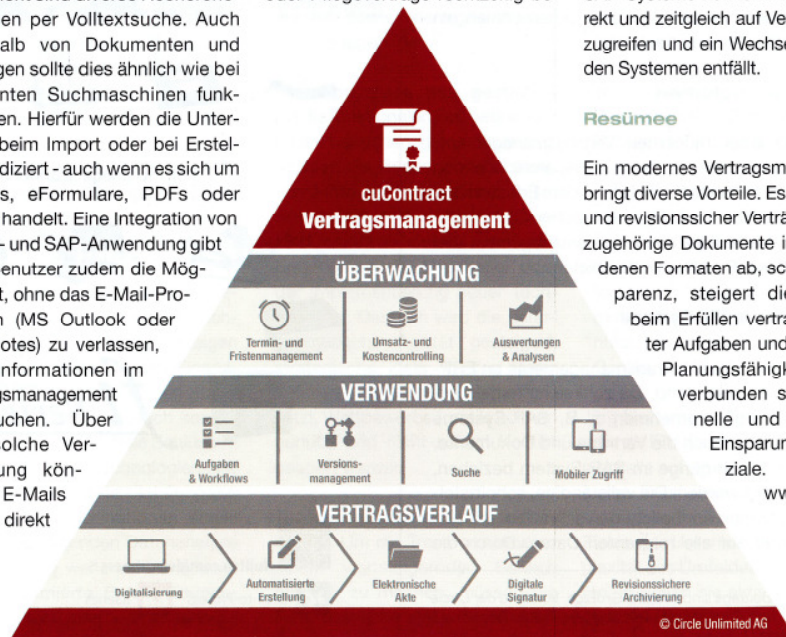 en per Volltextsuche. Auch
alb von Dokumenten und
gen sollte dies ähnlich wie bei
nten Suchmaschinen funk-
en. Hierfür werden die Unter-
beim Import oder bei Erstel-
diziert - auch wenn es sich um
s, eFormulare, PDFs oder
handelt. Eine Integration von
- und SAP-Anwendung gibt
enutzer zudem die Mög-
t, ohne das E-Mail-Pro-
n (MS Outlook oder
otes) zu verlassen,
nformationen im
gsmanagement
uchen. Über
solche Ver-
ung kön-
E-Mails
direkt
cuContract
Vertragsmanagement
ÜBERWACHUNG
Termin- und
Fristenmanagement
Umsatz- und
Kostencontrolling
Auswertungen
& Analysen
VERWENDUNG
Aufgaben
& Workflows
Versions-
management
Suche
Mobiler Zugriff
VERTRAGSVERLAUF
Digitalisierung
Automatisierte
Erstellung
Elektronische
Akte
Digitale
Signatur
Revisionssichere
Archivierung
© Circle Unlimited AG
rekt und zeitgleich auf Ve
zugreifen und ein Wechse
den Systemen entfällt.
Resümee
Ein modernes Vertragsm
bringt diverse Vorteile. Es
und revisionssicher Verträ
zugehörige Dokumente i
denen Formaten ab, sc
parenz, steigert die
beim Erfüllen vertra
ter Aufgaben und
Planungsfähigk
verbunden s
nelle und
Einsparun
ziale.
ww